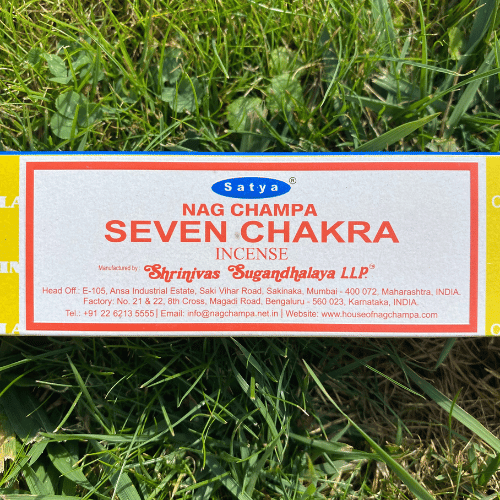 Satya®
NAG CHAMPA
SEVEN CHAKRA
INCENSE
Manufactured by : Shrinivas Sugandhalaya L.L.P.™
Head Off.: E-105, Ansa Industrial Estate, Saki Vihar Road, Sakinaka, Mumbai - 400 072, Maharashtra, INDIA.
Factory: No. 21 & 22, 8th Cross, Magadi Road, Bengaluru - 560 023, Karnataka, INDIA.
Tel.: +91 22 6213 5555 | Email: info@nagchampa.net.in | Website: www.houseofnagchampa.com